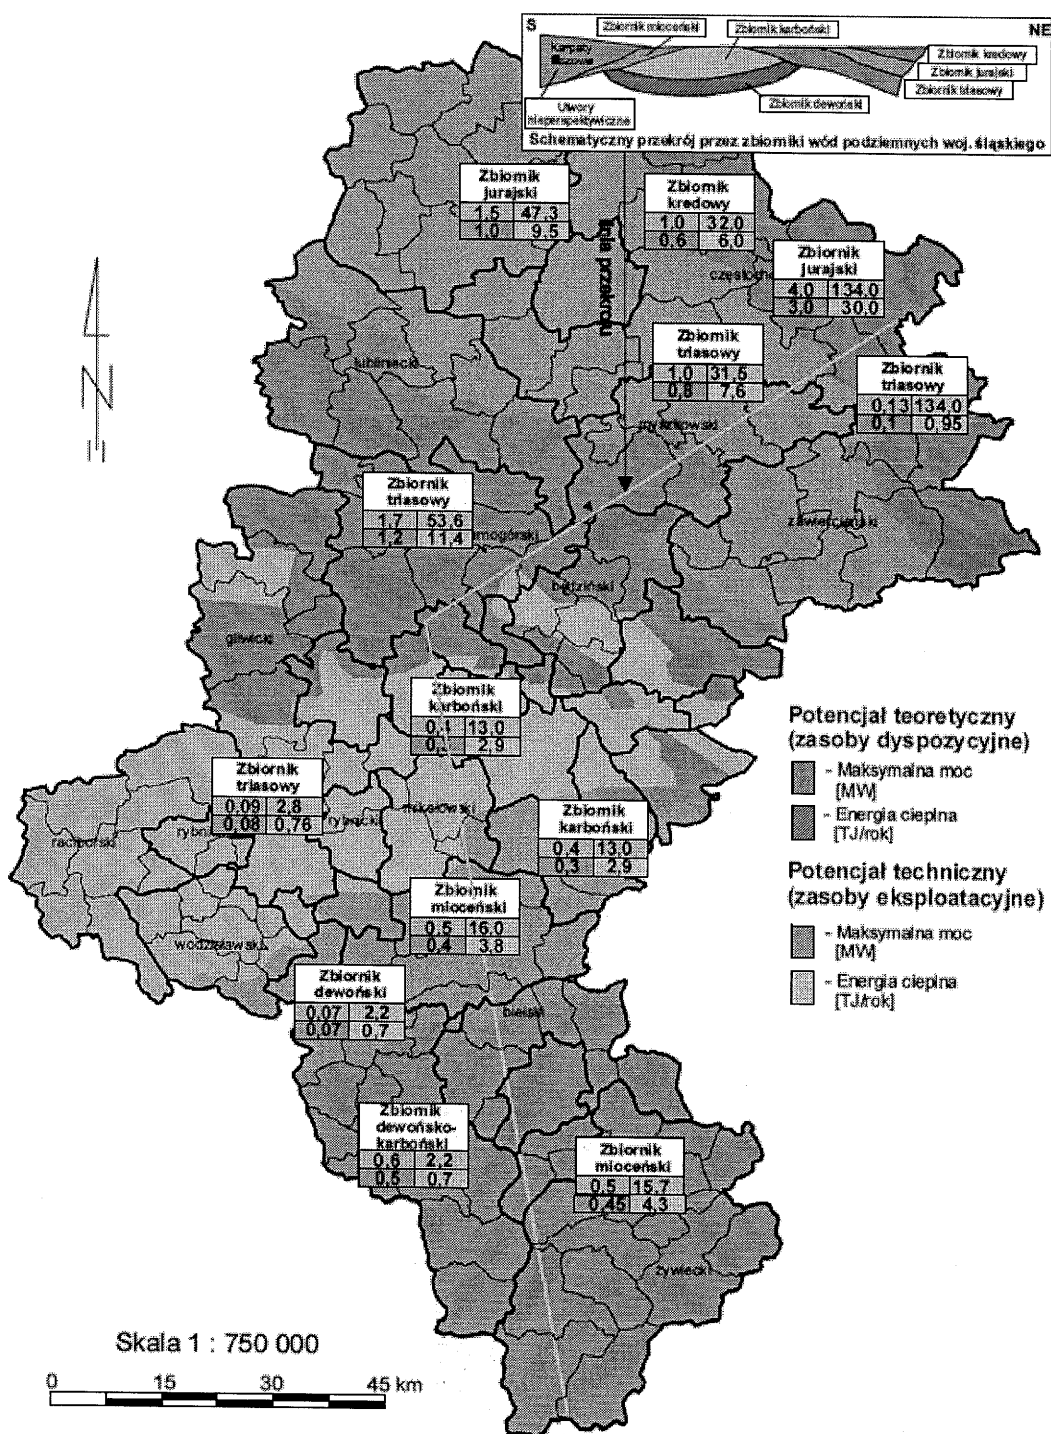 S
NE
Zbiornik mioceński
Zbiornik karboński
Karpaty
Zbiornik kredowy
Zbiornik jurajski
Zbiornik triasowy
Utwory
nieperspektywiczne
Zbiornik dewoński
Schematyczny przekrój przez zbiorniki wód podziemnych woj. śląskiego
Zbiornik
jurajski
1,5 47,3
1,0 9,5
Zbiornik
kredowy
1,0 32,0
0,6 6,0
linia przekroju
Zbiornik
jurajski
4,0 134,0
3,0 30,0
Zbiornik
triasowy
1,0 31,5
0,8 7,6
lubliniecki
Zbiornik
triasowy
0,13 134,0
0,1 0,95
myszkowski
Zbiornik
triasowy
1,7 53,6
1,2 11,4
zawierciański
będziński
gliwicki
Zbiornik
karboński
0,4 13,0
2,9
Zbiornik
triasowy
0,09 2,8
0,08 0,76
mikołowski
raciborski
rybnicki
Zbiornik
karboński
0,4 13,0
0,3 2,9
Zbiornik
mioceński
0,5 16,0
0,4 3,8
wodzisławski
Zbiornik
dewoński
0,07 2,2
0,07 0,7
bielski
Zbiornik
dewońsko-
karboński
0,6 2,2
0,5 0,7
Zbiornik
mioceński
0,5 15,7
0,45 4,3
żywiecki
Potencjał teoretyczny
(zasoby dyspozycyjne)
- Maksymalna moc
[MW]
- Energia cieplna
[TJ/rok]
Potencjał techniczny
(zasoby eksploatacyjne)
- Maksymalna moc
[MW]
- Energia cieplna
[TJ/rok]
Skala 1 : 750 000
0 15 30 45 km